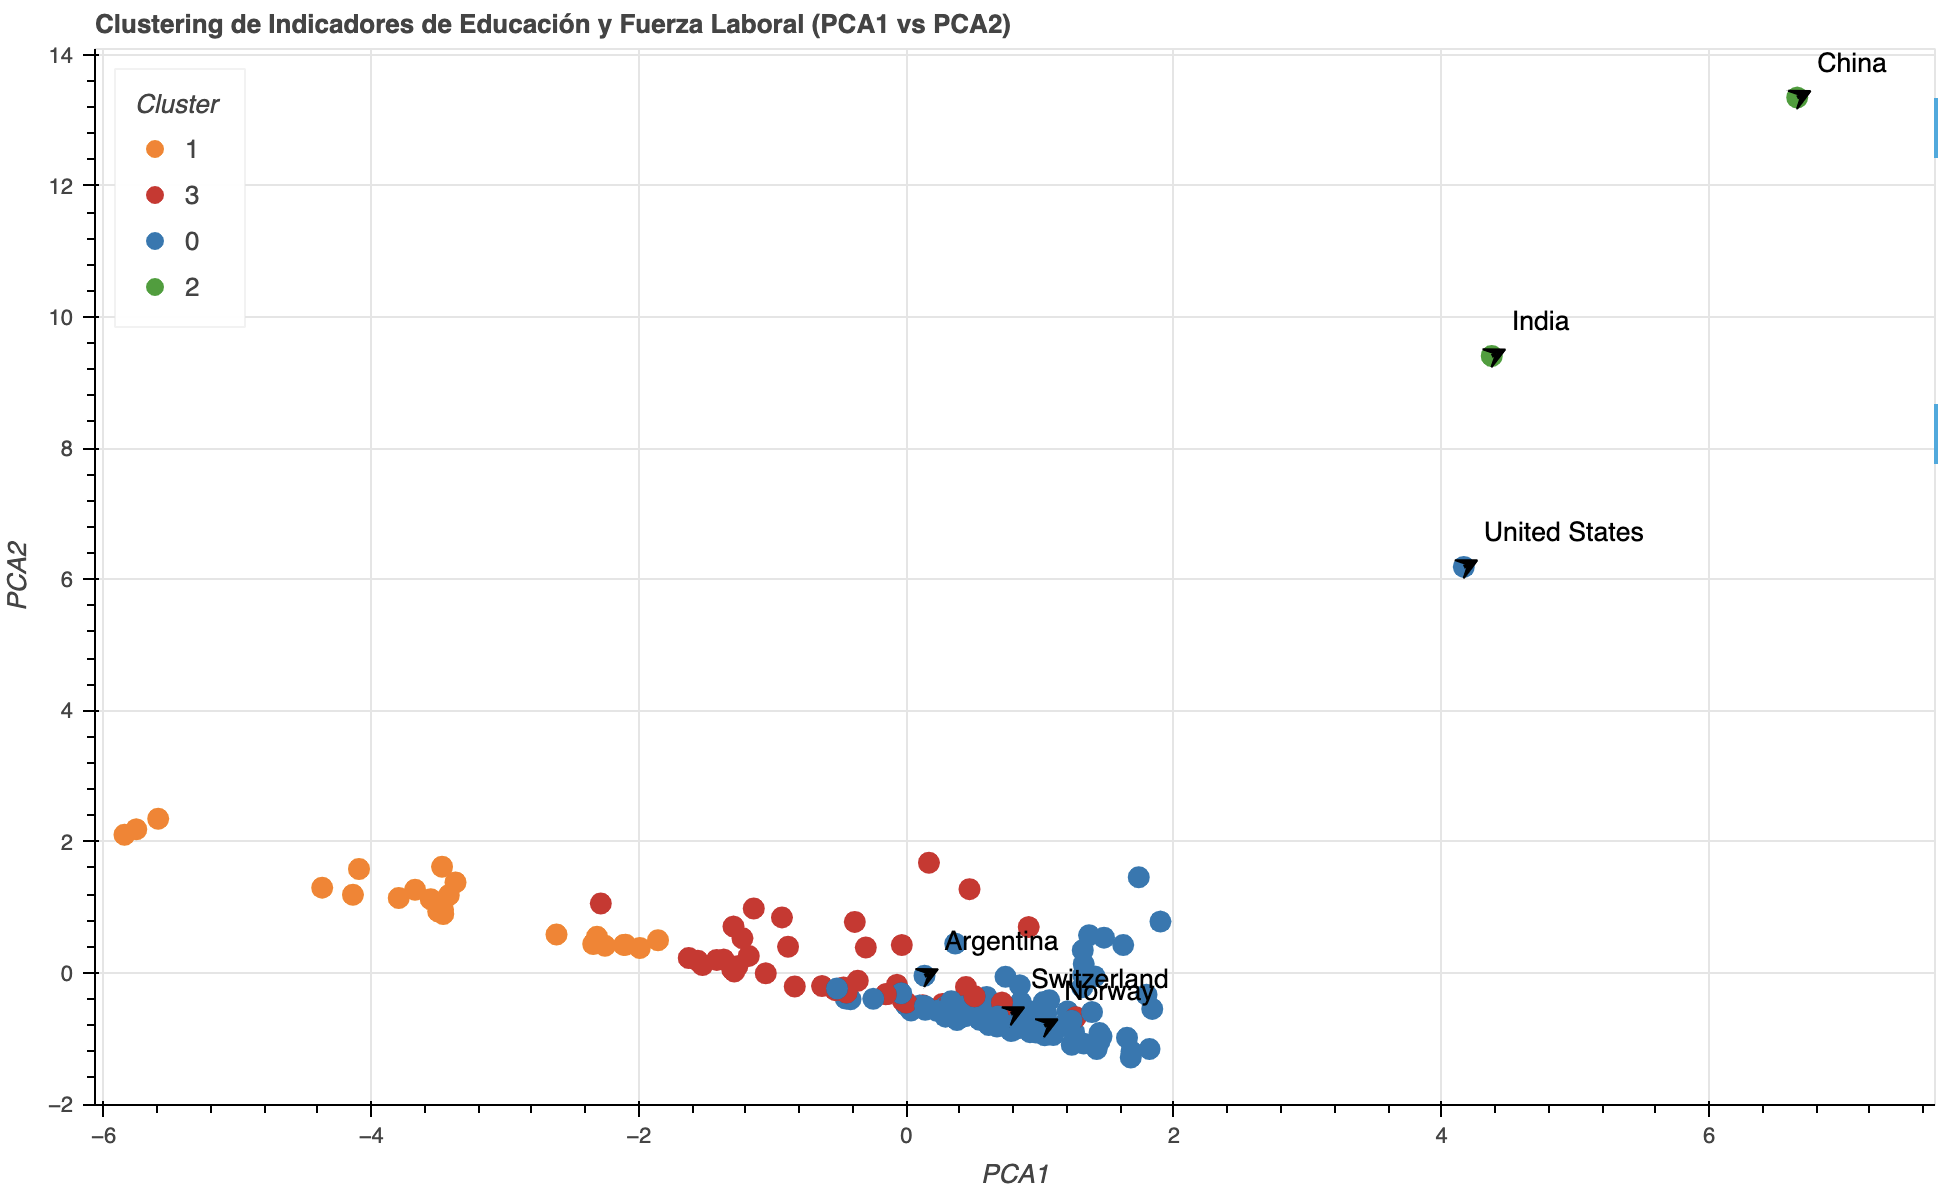 Clustering de Indicadores de Educación y Fuerza Laboral (PCA1 vs PCA2)
Cluster
1
3
0
2
China
India
United States
Argentina
Switzerland
Norway
PCA2
14
12
10
8
6
4
2
0
−2
−6
−4
−2
0
2
4
6
PCA1